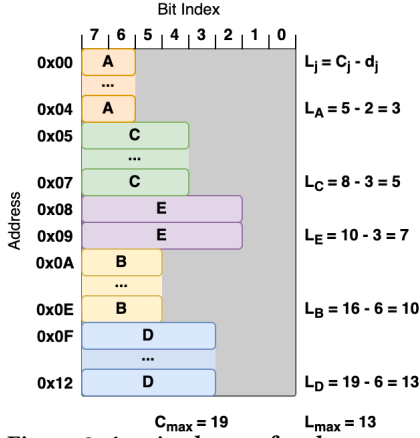 Bit Index
7 6 5 4 3 2 1 0
0x00 A L_j = C_j - d_j
...
0x04 A L_A = 5 - 2 = 3
0x05 C
...
0x07 C L_C = 8 - 3 = 5
0x08 E
0x09 E L_E = 10 - 3 = 7
0x0A B
...
0x0E B L_B = 16 - 6 = 10
0x0F D
...
0x12 D L_D = 19 - 6 = 13
Address
C_max = 19 L_max = 13